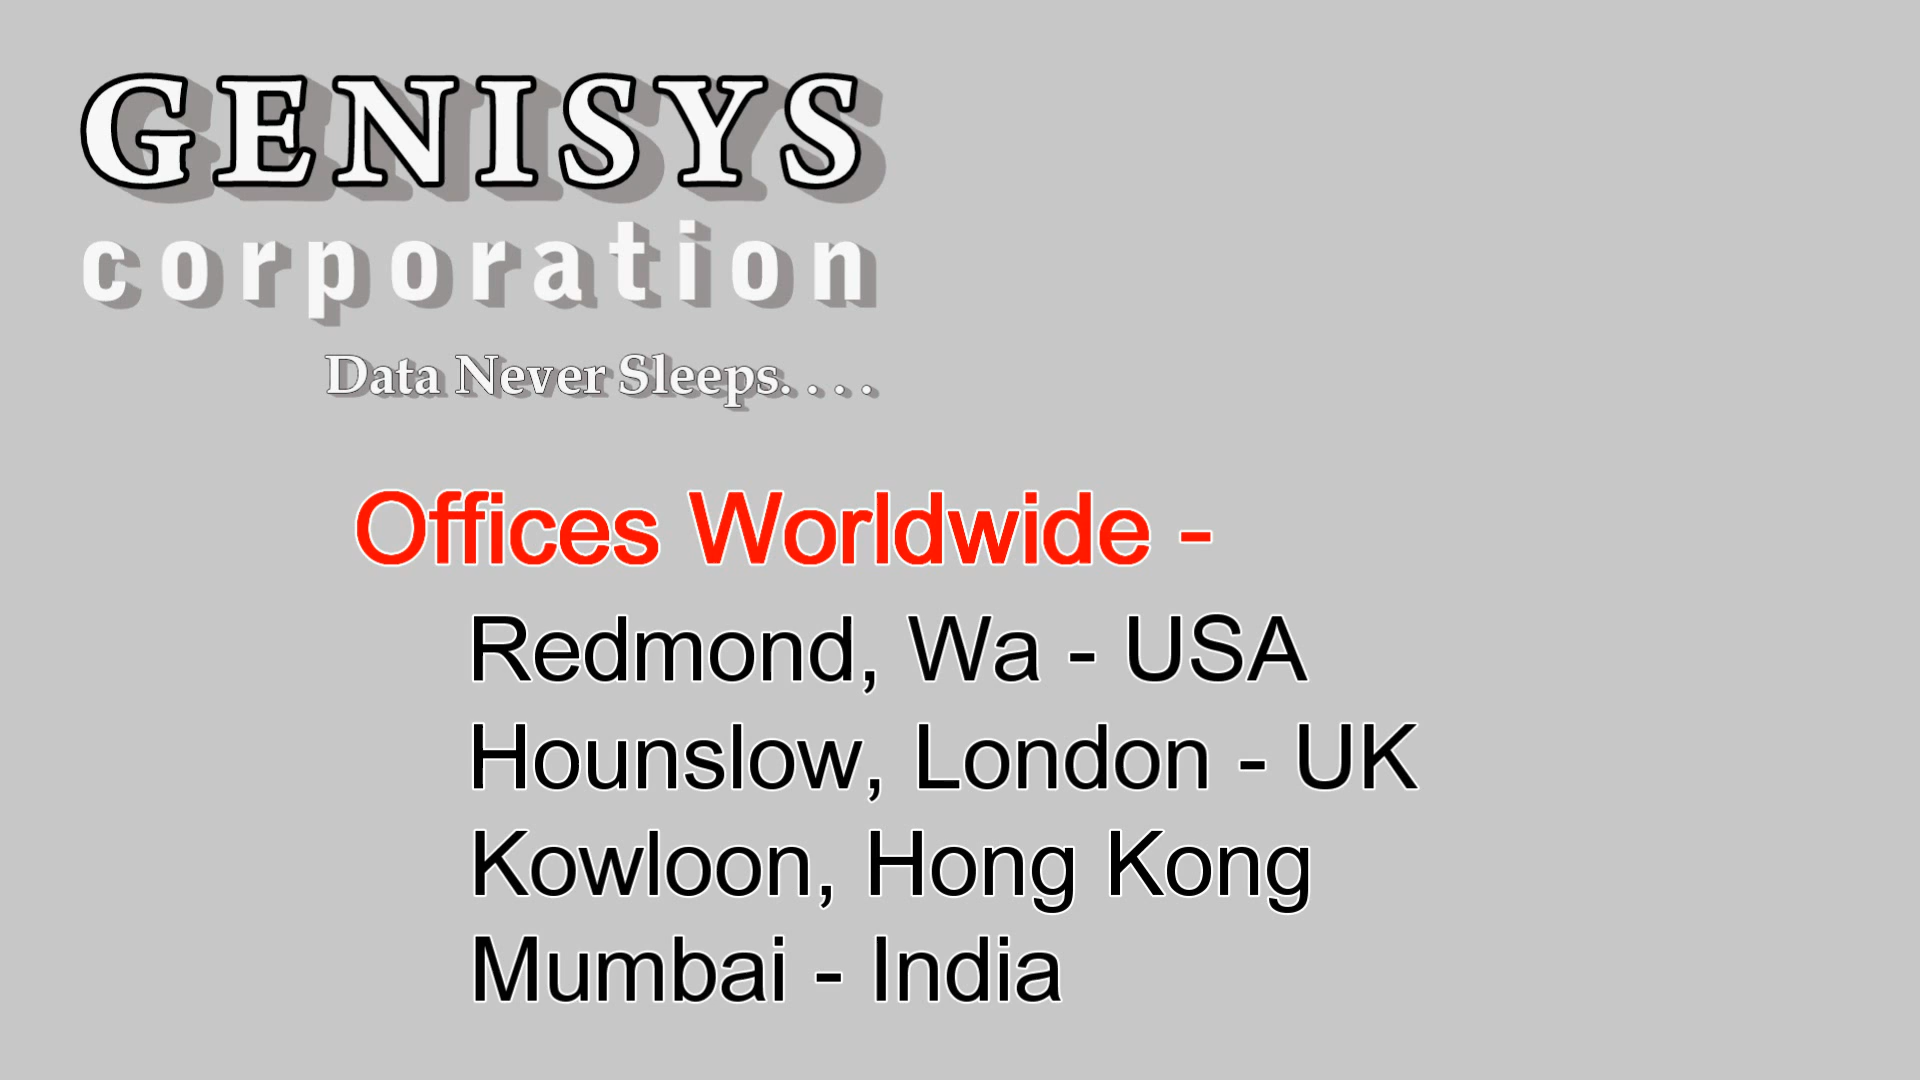 GENISYS
corporation
Data Never Sleeps. . . .
Offices Worldwide -
Redmond, Wa - USA
Hounslow, London - UK
Kowloon, Hong Kong
Mumbai - India